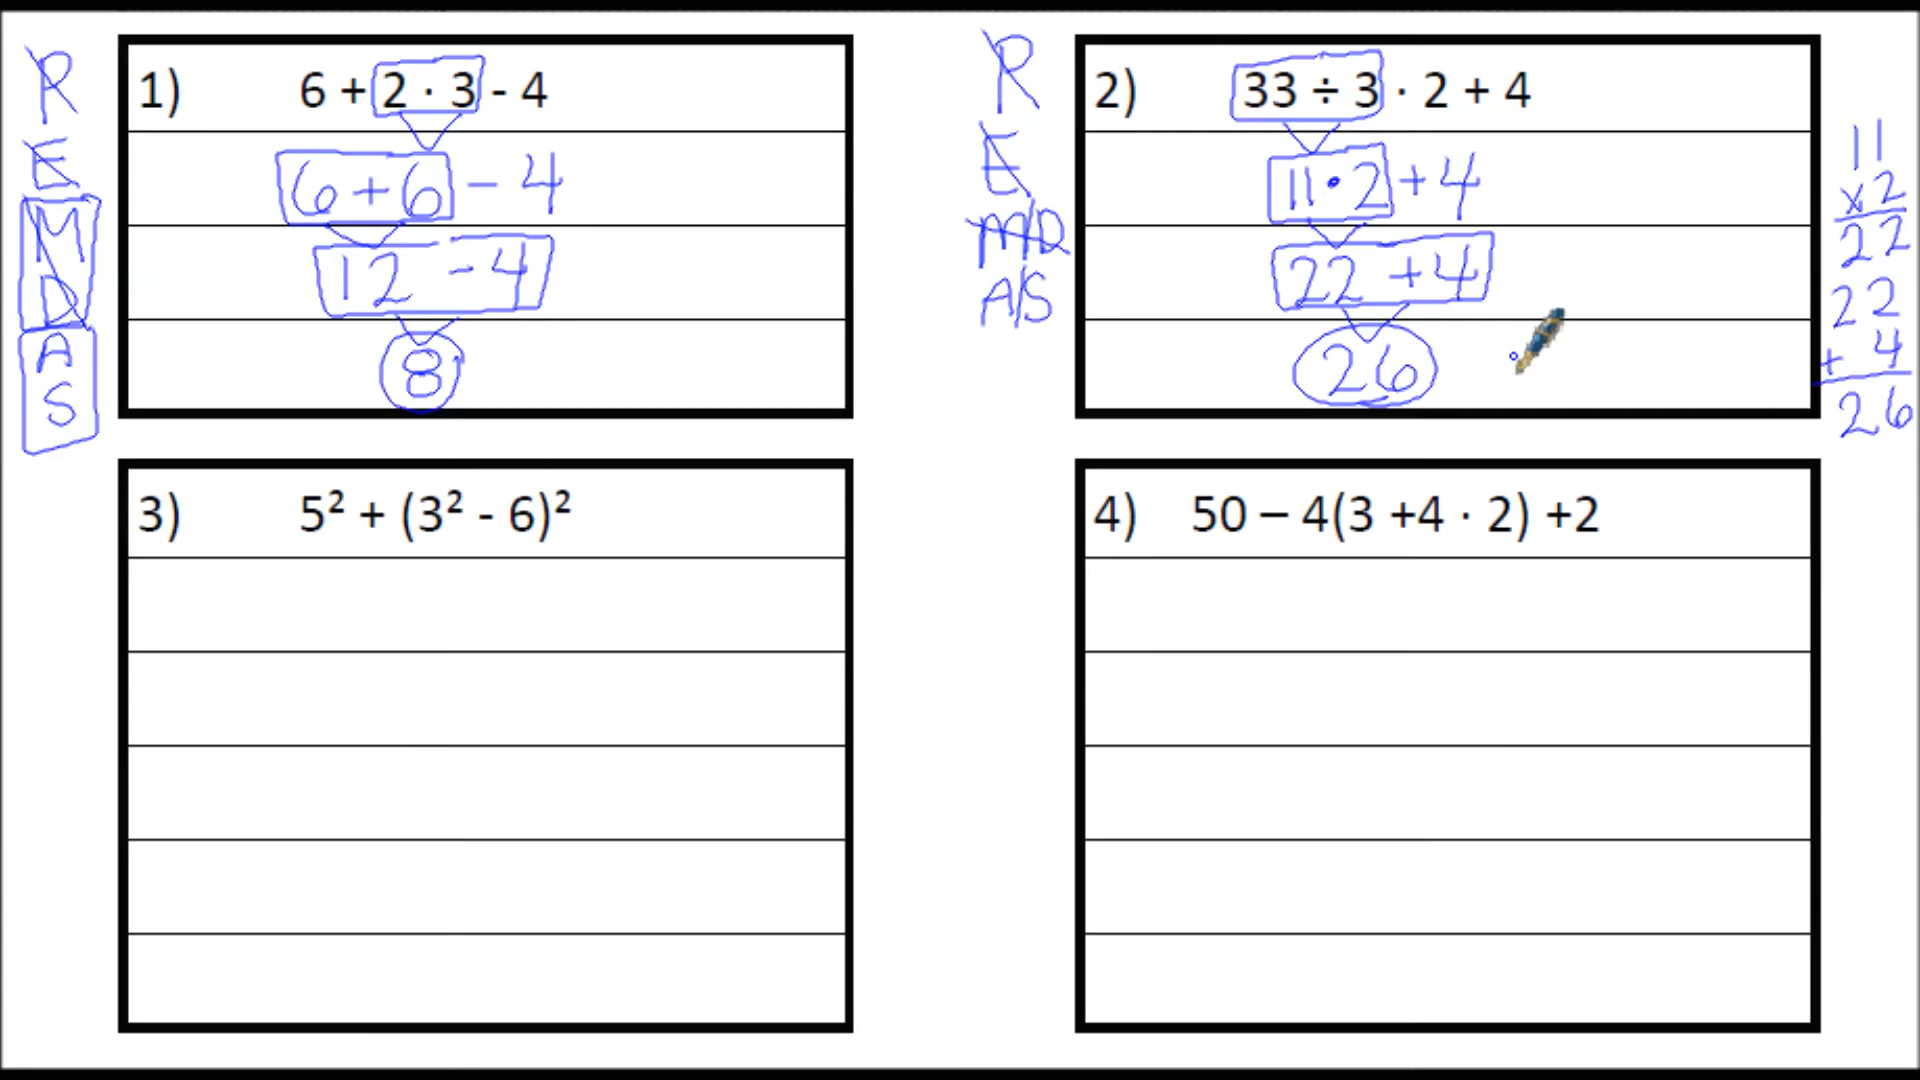 R
E
M
D
A
S
1) 6 + 2 · 3 - 4
6 + 6 - 4
12 - 4
8
R
E
M/D
A/S
2) 33 ÷ 3 · 2 + 4
11 · 2 + 4
22 + 4
26
11
x2
22
22
+ 4
26
3) 5² + (3² - 6)²
4) 50 – 4(3 +4 · 2) +2